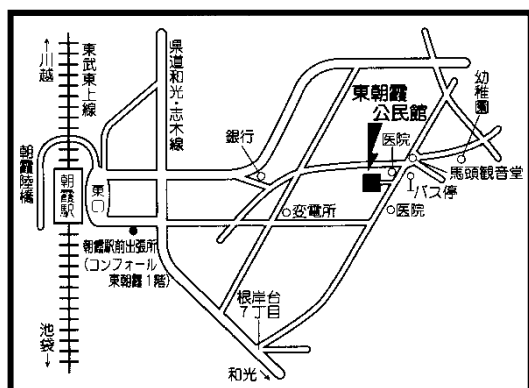 ↑川越
東武東上線
県道和光・志木線
朝霞陸橋
朝霞駅
東口
朝霞駅前出張所
（コンフォール
東朝霞1階）
池袋↓
銀行
東朝霞
公民館
医院
幼稚園
馬頭観音堂
バス停
医院
変電所
根岸台
7丁目
和光↘